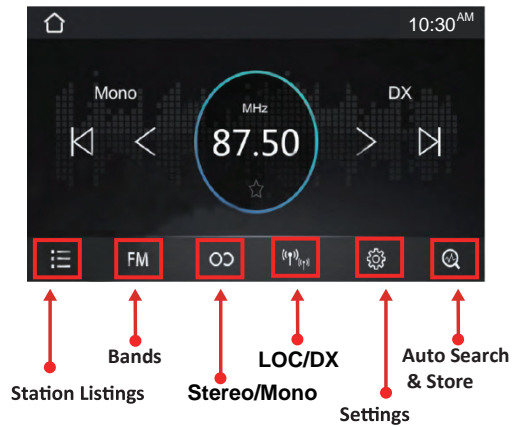 10:30AM
Mono
DX
MHz
87.50
FM
Bands
LOC/DX
Auto Search
& Store
Station Listings
Stereo/Mono
Settings